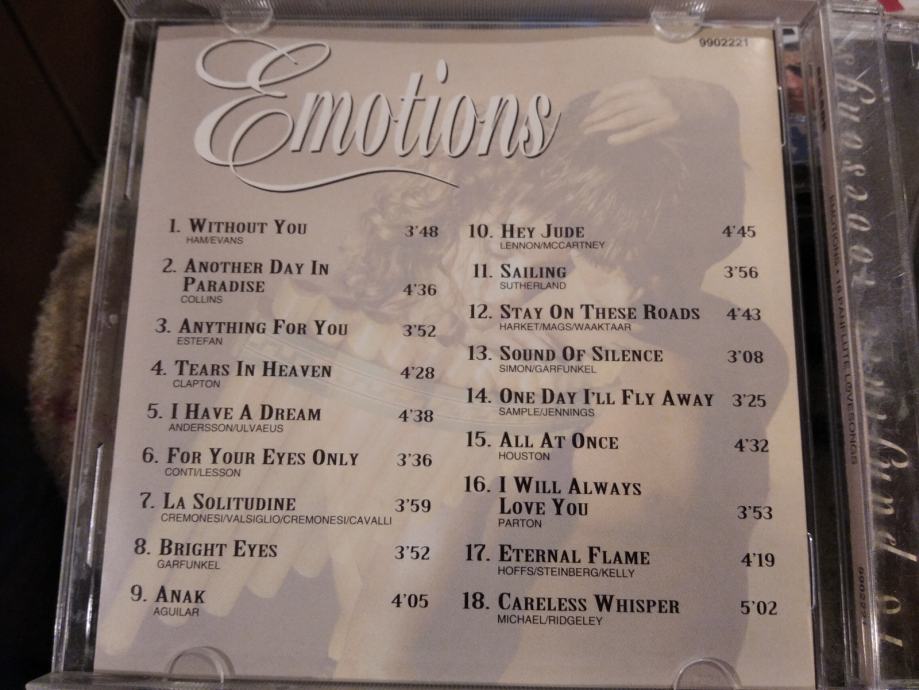 9902221
Emotions
1. WITHOUT YOU 3'48
HAM/EVANS
2. ANOTHER DAY IN
PARADISE 4'36
COLLINS
3. ANYTHING FOR YOU 3'52
ESTEFAN
4. TEARS IN HEAVEN 4'28
CLAPTON
5. I HAVE A DREAM 4'38
ANDERSSON/ULVAEUS
6. FOR YOUR EYES ONLY 3'36
CONTI/LESSON
7. LA SOLITUDINE 3'59
CREMONESI/VALSIGLIO/CREMONESI/CAVALLI
8. BRIGHT EYES 3'52
GARFUNKEL
9. ANAK 4'05
AGUILAR
10. HEY JUDE 4'45
LENNON/MCCARTNEY
11. SAILING 3'56
SUTHERLAND
12. STAY ON THESE ROADS 4'43
HARKET/MAGS/WAAKTAAR
13. SOUND OF SILENCE 3'08
SIMON/GARFUNKEL
14. ONE DAY I'LL FLY AWAY 3'25
SAMPLE/JENNINGS
15. ALL AT ONCE 4'32
HOUSTON
16. I WILL ALWAYS
LOVE YOU 3'53
PARTON
17. ETERNAL FLAME 4'19
HOFFS/STEINBERG/KELLY
18. CARELESS WHISPER 5'02
MICHAEL/RIDGELEY
EMOTIONS • 18 PANFLUTE LOVESONGS